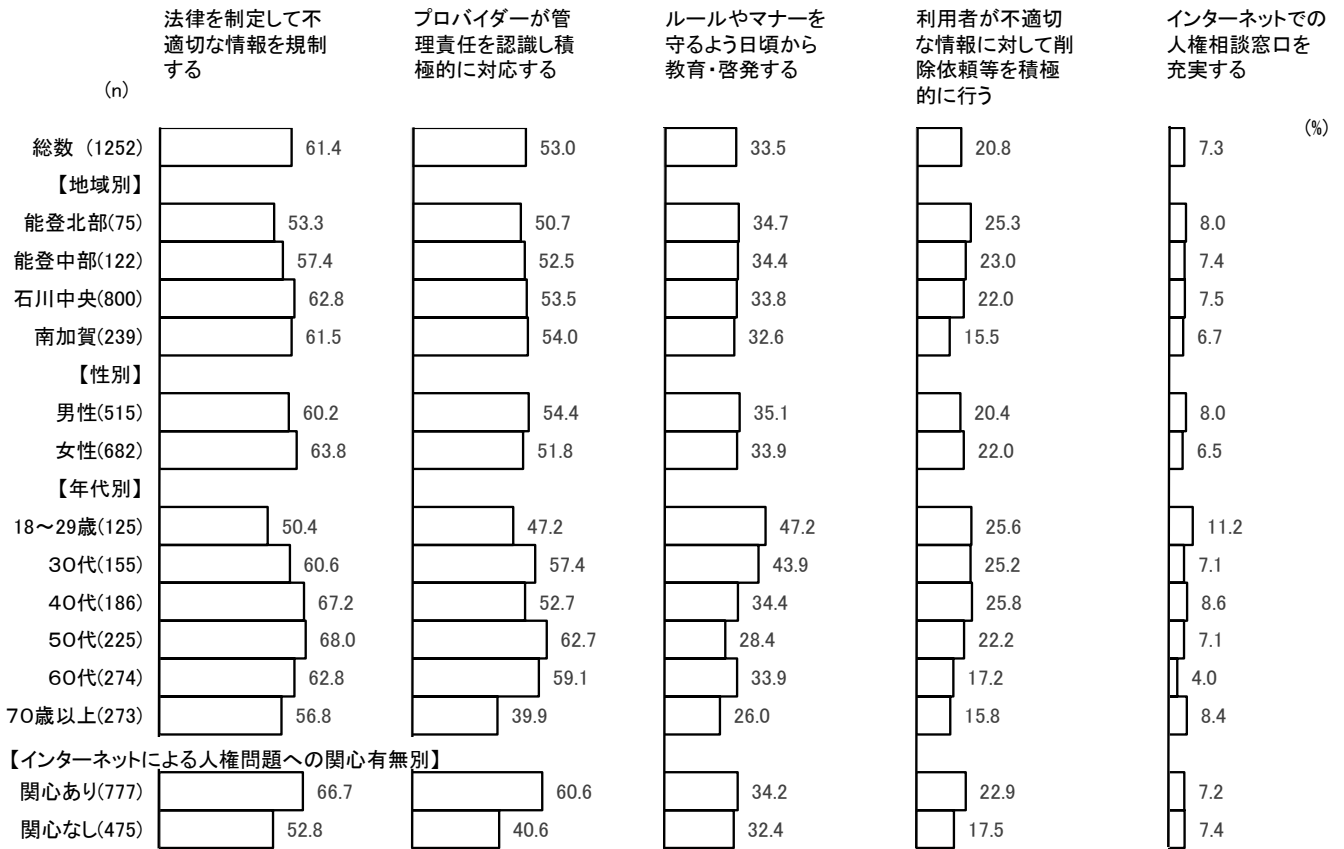 法律を制定して不
適切な情報を規制
する
プロバイダーが管
理責任を認識し積
極的に対応する
ルールやマナーを
守るよう日頃から
教育・啓発する
利用者が不適切
な情報に対して削
除依頼等を積極
的に行う
インターネットでの
人権相談窓口を
充実する
(n)
(%)
総数 (1252) 61.4 53.0 33.5 20.8 7.3
【地域別】
能登北部(75) 53.3 50.7 34.7 25.3 8.0
能登中部(122) 57.4 52.5 34.4 23.0 7.4
石川中央(800) 62.8 53.5 33.8 22.0 7.5
南加賀(239) 61.5 54.0 32.6 15.5 6.7
【性別】
男性(515) 60.2 54.4 35.1 20.4 8.0
女性(682) 63.8 51.8 33.9 22.0 6.5
【年代別】
18～29歳(125) 50.4 47.2 47.2 25.6 11.2
30代(155) 60.6 57.4 43.9 25.2 7.1
40代(186) 67.2 52.7 34.4 25.8 8.6
50代(225) 68.0 62.7 28.4 22.2 7.1
60代(274) 62.8 59.1 33.9 17.2 4.0
70歳以上(273) 56.8 39.9 26.0 15.8 8.4
【インターネットによる人権問題への関心有無別】
関心あり(777) 66.7 60.6 34.2 22.9 7.2
関心なし(475) 52.8 40.6 32.4 17.5 7.4